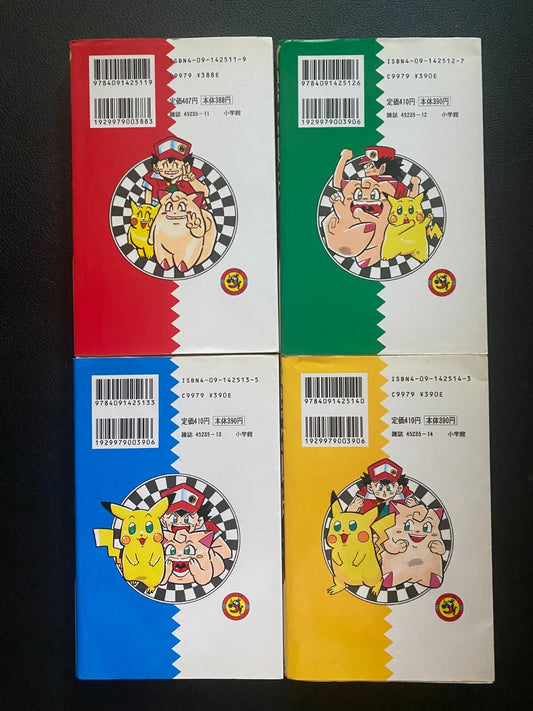 ISBN4-09-142511-9
C9979 ¥388E
9784091425119
1929979003883
定価407円 本体388円
雑誌 45235-11 小学館
ISBN4-09-142512-7
C9979 ¥390E
9784091425126
1929979003906
定価410円 本体390円
雑誌 45235-12 小学館
ISBN4-09-142513-5
C9979 ¥390E
9784091425133
1929979003906
定価410円 本体390円
雑誌 45235-13 小学館
ISBN4-09-142514-3
C9979 ¥390E
9784091425140
1929979003906
定価410円 本体390円
雑誌 45235-14 小学館